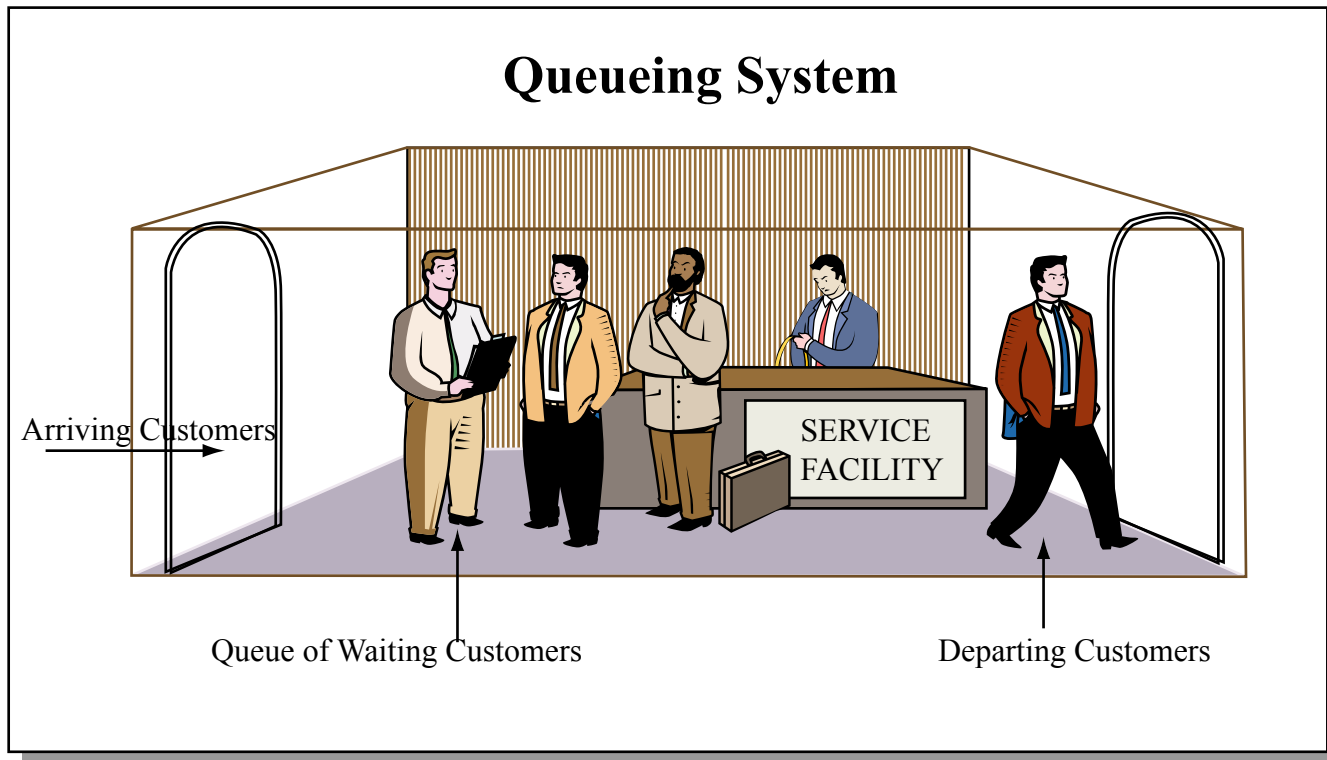 Queueing System
Arriving Customers
SERVICE
FACILITY
Queue of Waiting Customers
Departing Customers